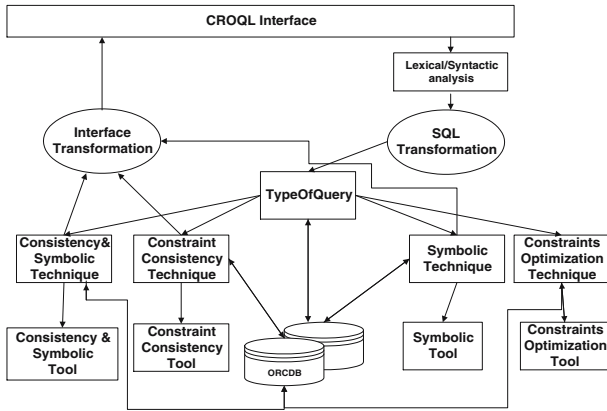 CROQL Interface
Lexical/Syntactic
analysis
Interface
Transformation
SQL
Transformation
TypeOfQuery
Consistency&
Symbolic
Technique
Constraint
Consistency
Technique
Symbolic
Technique
Constraints
Optimization
Technique
Consistency &
Symbolic
Tool
Constraint
Consistency
Tool
ORCDB
Symbolic
Tool
Constraints
Optimization
Tool